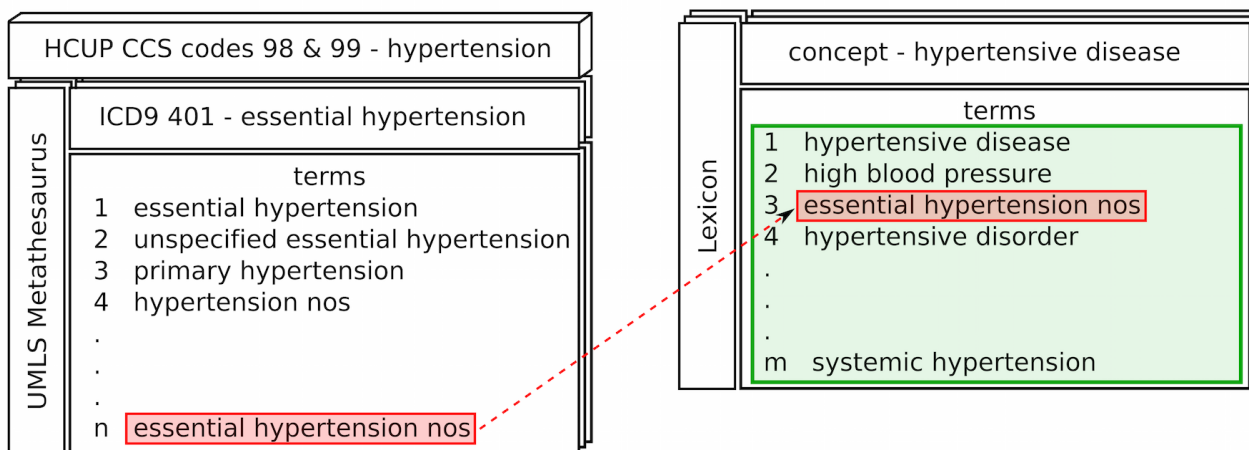 HCUP CCS codes 98 & 99 - hypertension
UMLS Metathesaurus
ICD9 401 - essential hypertension
terms
1 essential hypertension
2 unspecified essential hypertension
3 primary hypertension
4 hypertension nos
.
.
.
n essential hypertension nos
Lexicon
concept - hypertensive disease
terms
1 hypertensive disease
2 high blood pressure
3 essential hypertension nos
4 hypertensive disorder
.
.
.
m systemic hypertension